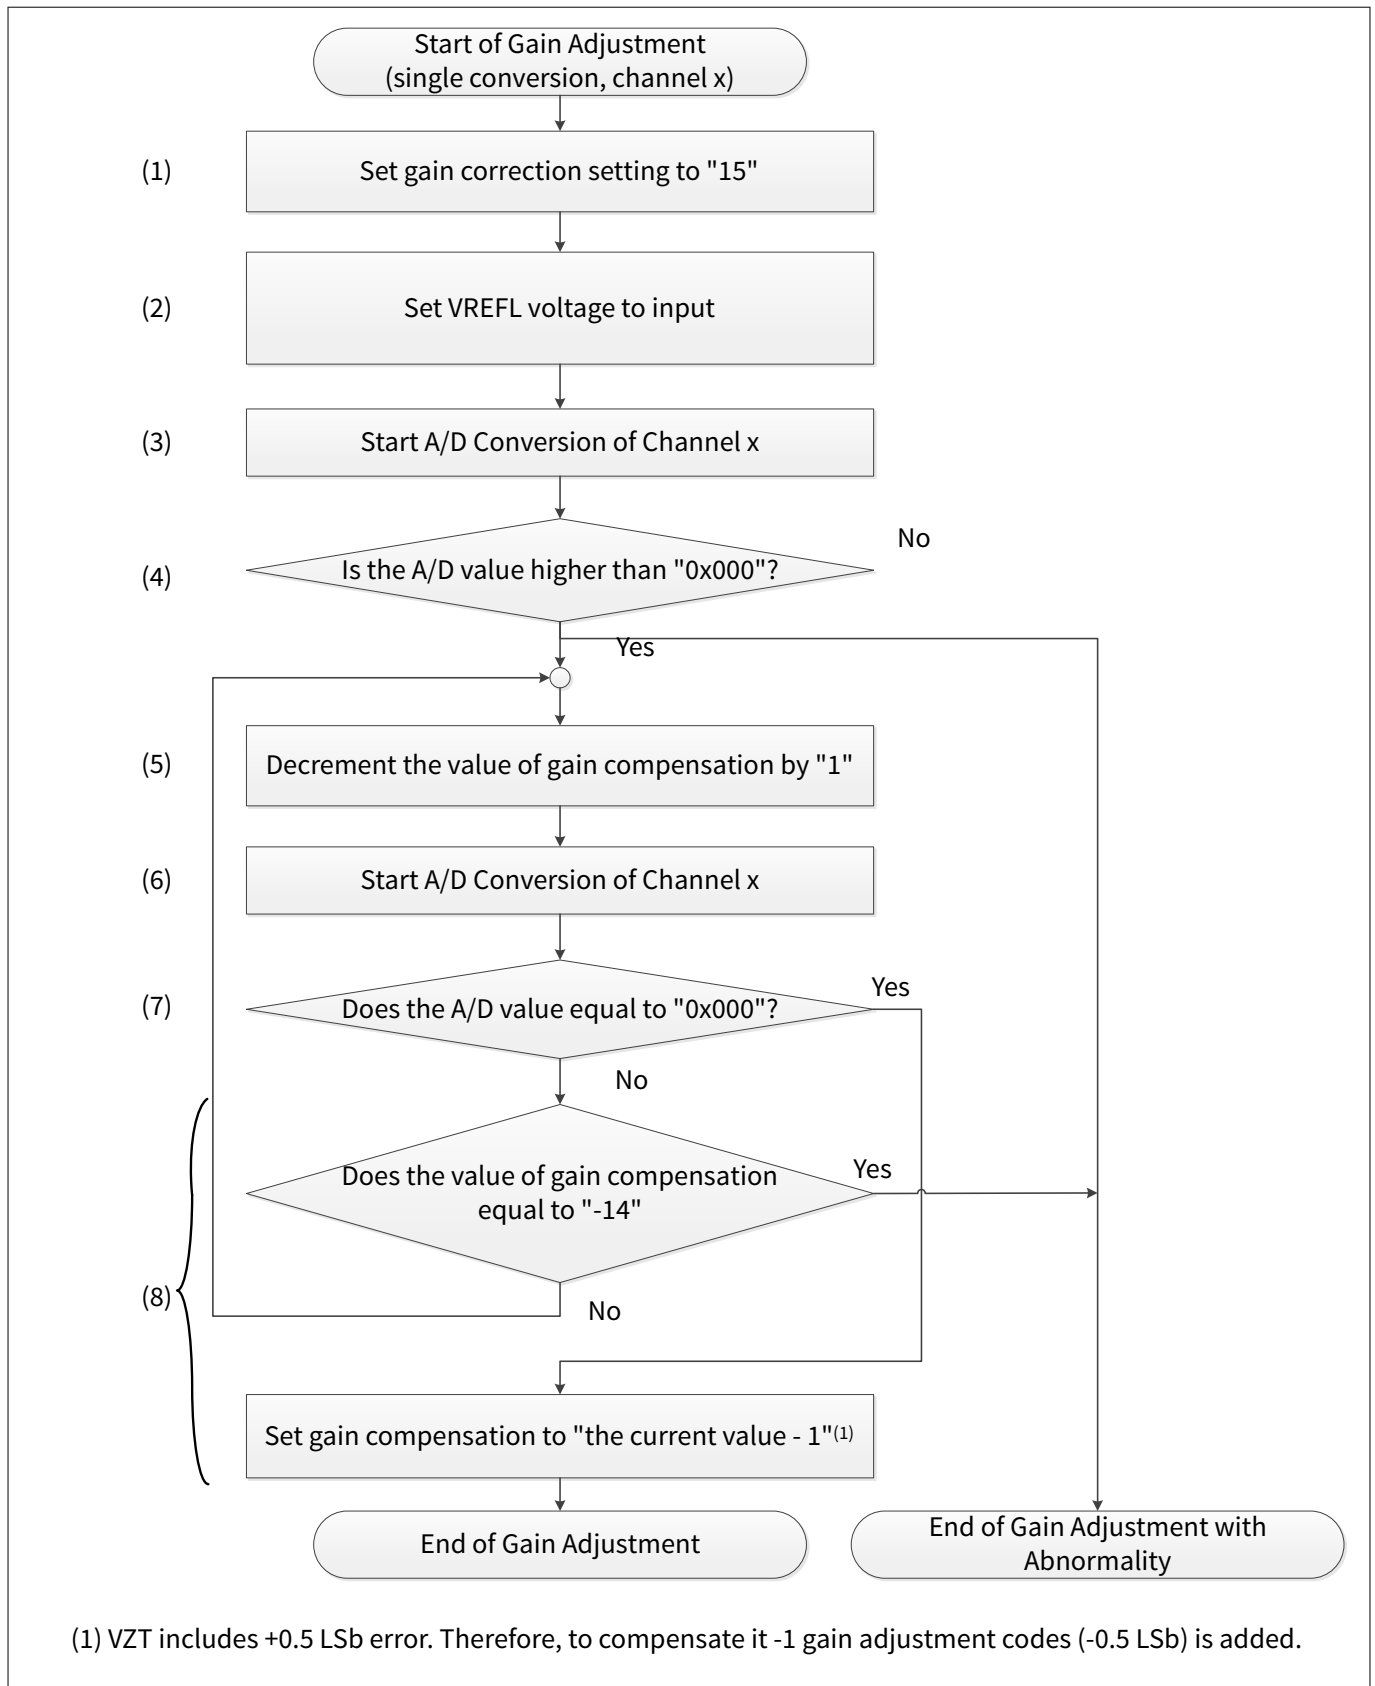 Start of Gain Adjustment
(single conversion, channel x)
(1)
Set gain correction setting to "15"
(2)
Set VREFL voltage to input
(3)
Start A/D Conversion of Channel x
No
(4)
Is the A/D value higher than "0x000"?
Yes
(5)
Decrement the value of gain compensation by "1"
(6)
Start A/D Conversion of Channel x
Yes
(7)
Does the A/D value equal to "0x000"?
No
Does the value of gain compensation
equal to "-14"
Yes
(8)
No
Set gain compensation to "the current value - 1"(1)
End of Gain Adjustment
End of Gain Adjustment with
Abnormality
(1) VZT includes +0.5 LSb error. Therefore, to compensate it -1 gain adjustment codes (-0.5 LSb) is added.